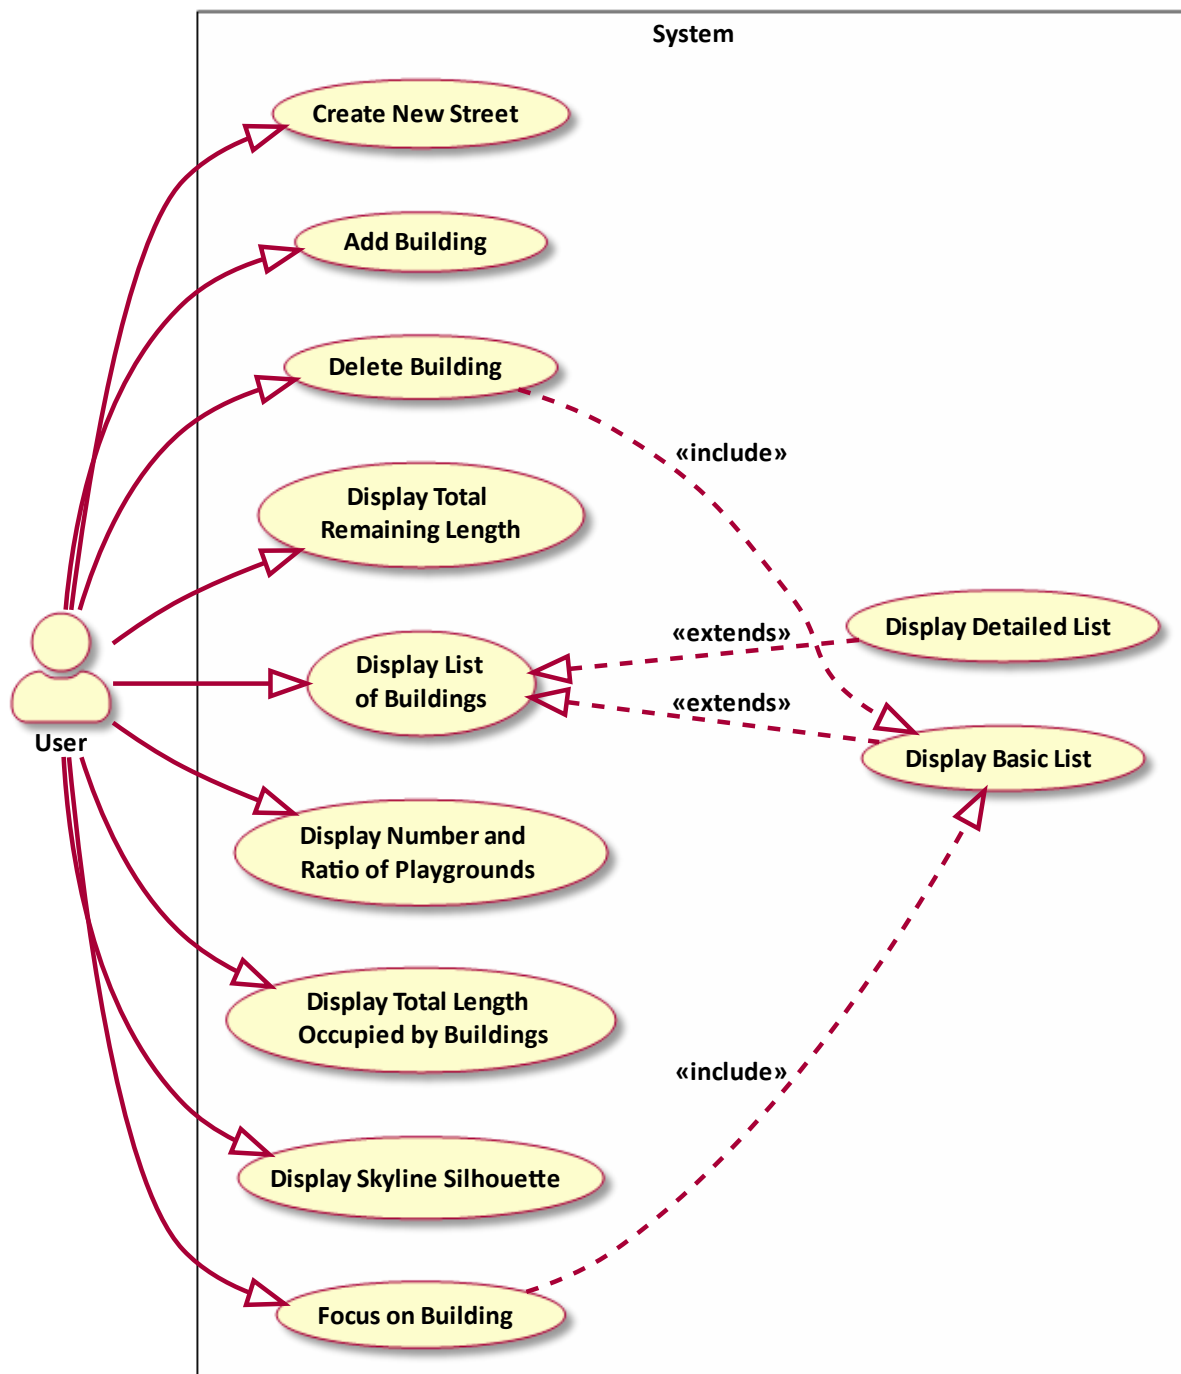 System
Create New Street
Add Building
Delete Building
«include»
Display Total
Remaining Length
Display Detailed List
«extends»
Display List
of Buildings
«extends»
User
Display Basic List
Display Number and
Ratio of Playgrounds
Display Total Length
Occupied by Buildings
«include»
Display Skyline Silhouette
Focus on Building